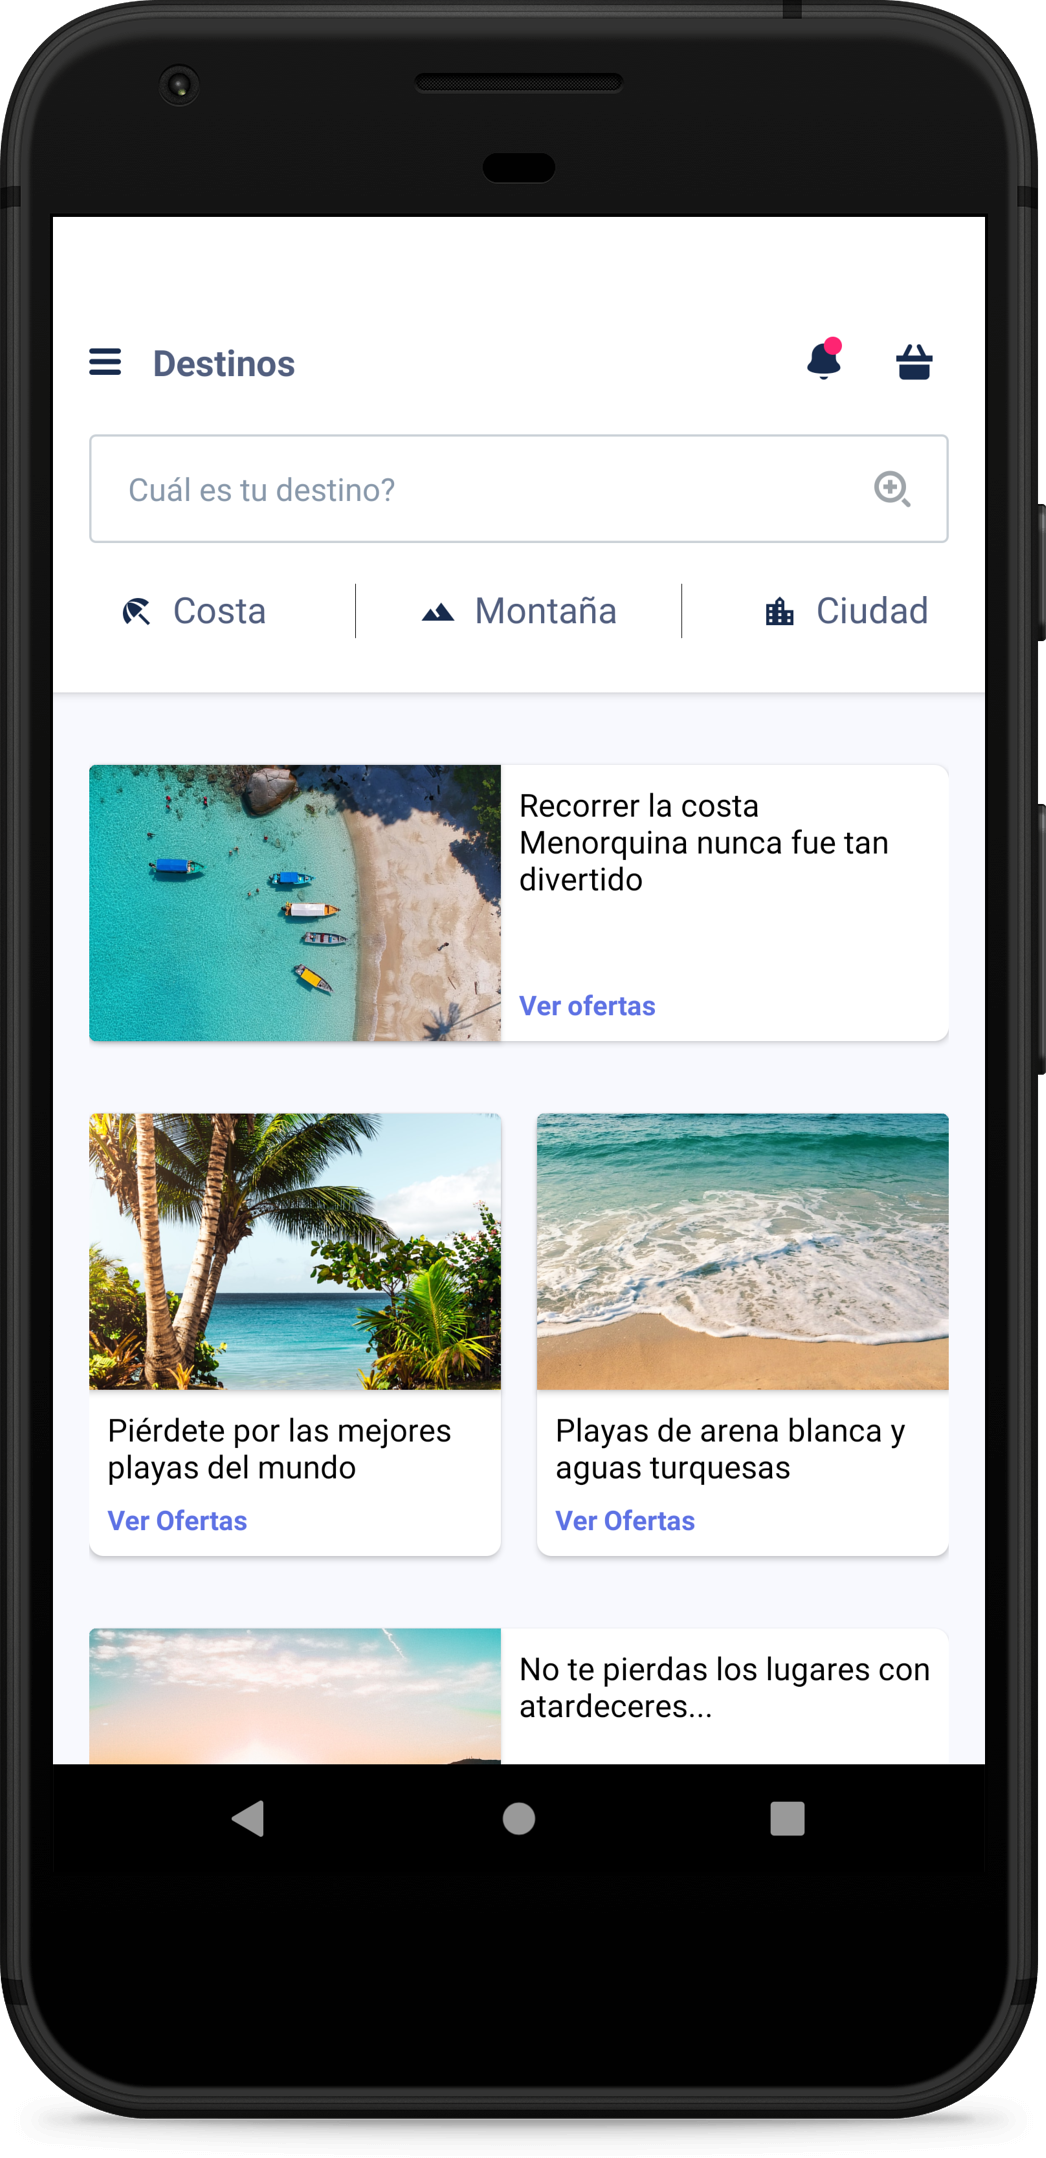 Destinos
Cuál es tu destino?
Costa
Montaña
Ciudad
Recorrer la costa
Menorquina nunca fue tan
divertido
Ver ofertas
Piérdete por las mejores
playas del mundo
Ver Ofertas
Playas de arena blanca y
aguas turquesas
Ver Ofertas
No te pierdas los lugares con
atardeceres...